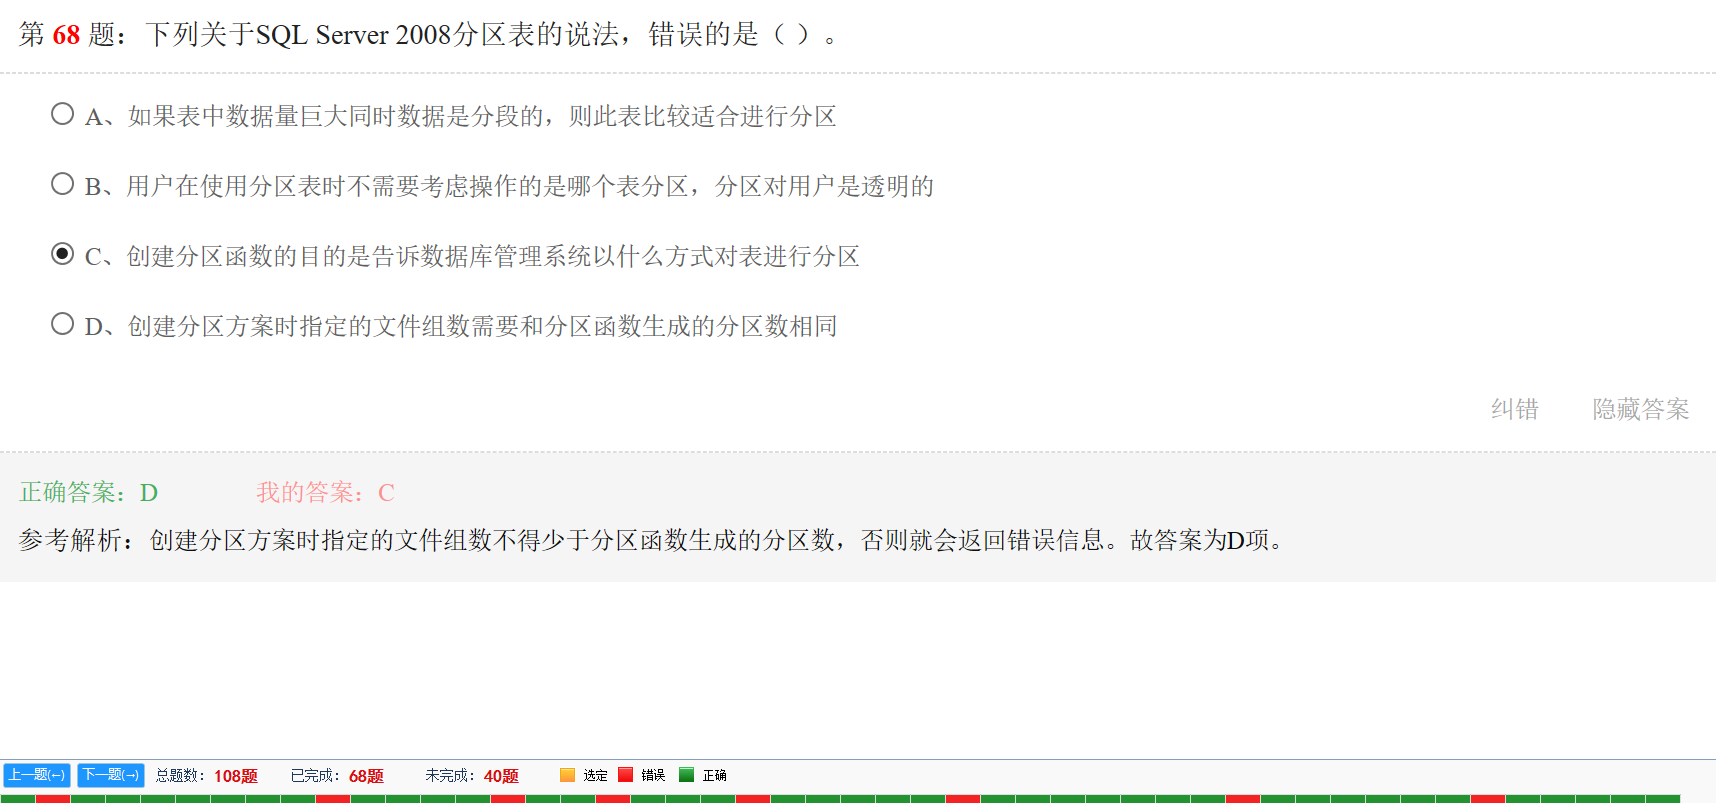 第 68 题：下列关于SQL Server 2008分区表的说法，错误的是（ ）。
A、如果表中数据量巨大同时数据是分段的，则此表比较适合进行分区
B、用户在使用分区表时不需要考虑操作的是哪个表分区，分区对用户是透明的
C、创建分区函数的目的是告诉数据库管理系统以什么方式对表进行分区
D、创建分区方案时指定的文件组数需要和分区函数生成的分区数相同
纠错 隐藏答案
正确答案：D 我的答案：C
参考解析：创建分区方案时指定的文件组数不得少于分区函数生成的分区数，否则就会返回错误信息。故答案为D项。
上一题(←) 下一题(→) 总题数：108题 已完成：68题 未完成：40题 选定 错误 正确